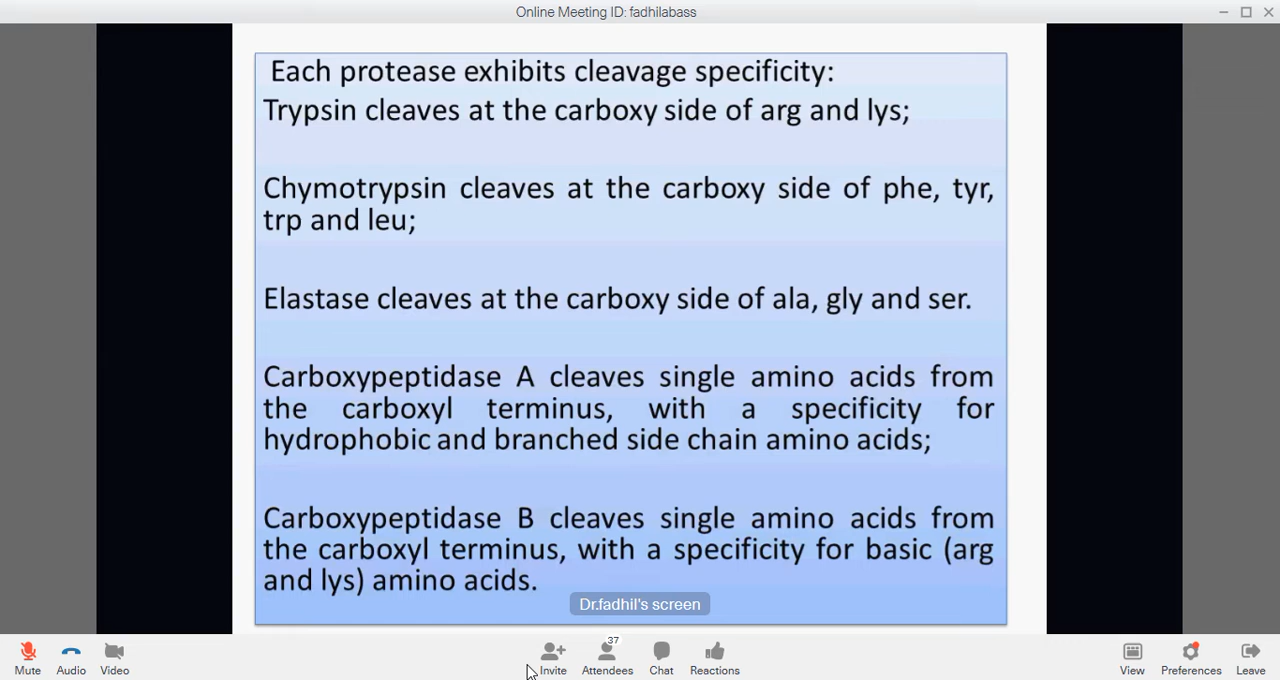 Online Meeting ID: fadhilabass
Each protease exhibits cleavage specificity:
Trypsin cleaves at the carboxy side of arg and lys;
Chymotrypsin cleaves at the carboxy side of phe, tyr,
trp and leu;
Elastase cleaves at the carboxy side of ala, gly and ser.
Carboxypeptidase A cleaves single amino acids from
the carboxyl terminus, with a specificity for
hydrophobic and branched side chain amino acids;
Carboxypeptidase B cleaves single amino acids from
the carboxyl terminus, with a specificity for basic (arg
and lys) amino acids.
Dr.fadhil's screen
37
Mute Audio Video Invite Attendees Chat Reactions View Preferences Leave